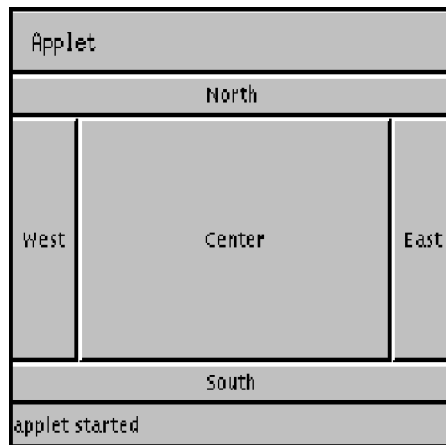 Applet
North
West Center East
South
applet started